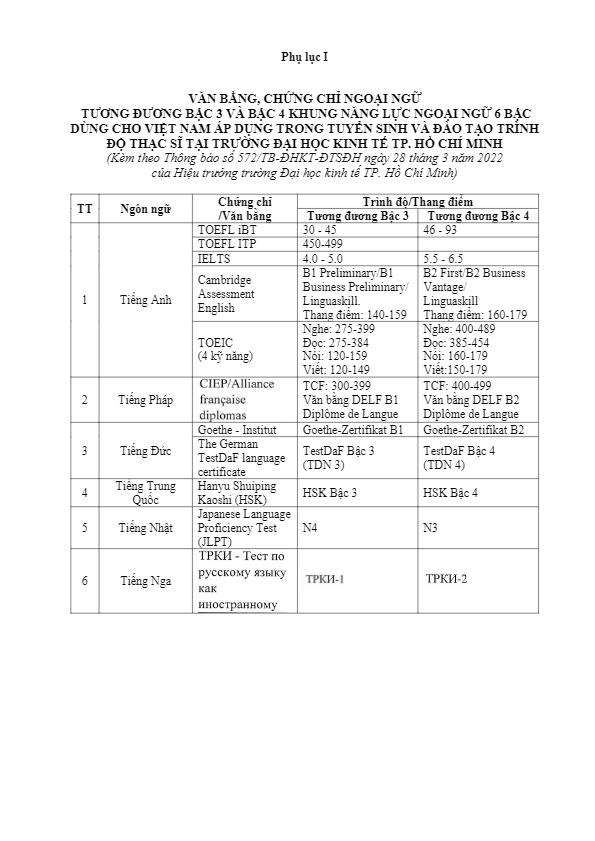 Phụ lục I
VĂN BẰNG, CHỨNG CHỈ NGOẠI NGỮ
TƯƠNG ĐƯƠNG BẬC 3 VÀ BẬC 4 KHUNG NĂNG LỰC NGOẠI NGỮ 6 BẬC
DÙNG CHO VIỆT NAM ÁP DỤNG TRONG TUYỂN SINH VÀ ĐÀO TẠO TRÌNH
ĐỘ THẠC SĨ TẠI TRƯỜNG ĐẠI HỌC KINH TẾ TP. HỒ CHÍ MINH
(Kèm theo Thông báo số 572/TB-ĐHKT-ĐTSĐH ngày 28 tháng 3 năm 2022
của Hiệu trưởng trường Đại học kinh tế TP. Hồ Chí Minh)
TT Ngôn ngữ Chứng chỉ /Văn bằng Trình độ/Thang điểm
Tương đương Bậc 3 Tương đương Bậc 4
1 Tiếng Anh
TOEFL iBT 30 - 45 46 - 93
TOEFL ITP 450-499
IELTS 4.0 - 5.0 5.5 - 6.5
Cambridge Assessment English
B1 Preliminary/B1
Business Preliminary/
Linguaskill.
Thang điểm: 140-159
B2 First/B2 Business
Vantage/
Linguaskill
Thang điểm: 160-179
TOEIC
(4 kỹ năng)
Nghe: 275-399
Đọc: 275-384
Nói: 120-159
Viết: 120-149
Nghe: 400-489
Đọc: 385-454
Nói: 160-179
Viết:150-179
2 Tiếng Pháp
CIEP/Alliance
française
diplomas
TCF: 300-399
Văn bằng DELF B1
Diplôme de Langue
TCF: 400-499
Văn bằng DELF B2
Diplôme de Langue
3 Tiếng Đức
Goethe - Institut Goethe-Zertifikat B1 Goethe-Zertifikat B2
The German
TestDaF language
certificate
TestDaF Bậc 3
(TDN 3)
TestDaF Bậc 4
(TDN 4)
4 Tiếng Trung
Quốc
Hanyu Shuiping
Kaoshi (HSK)
HSK Bậc 3 HSK Bậc 4
5 Tiếng Nhật
Japanese Language
Proficiency Test
(JLPT)
N4 N3
6 Tiếng Nga
ТРКИ - Тест по
русскому языку
как
иностранному
ТРКИ-1 ТРКИ-2